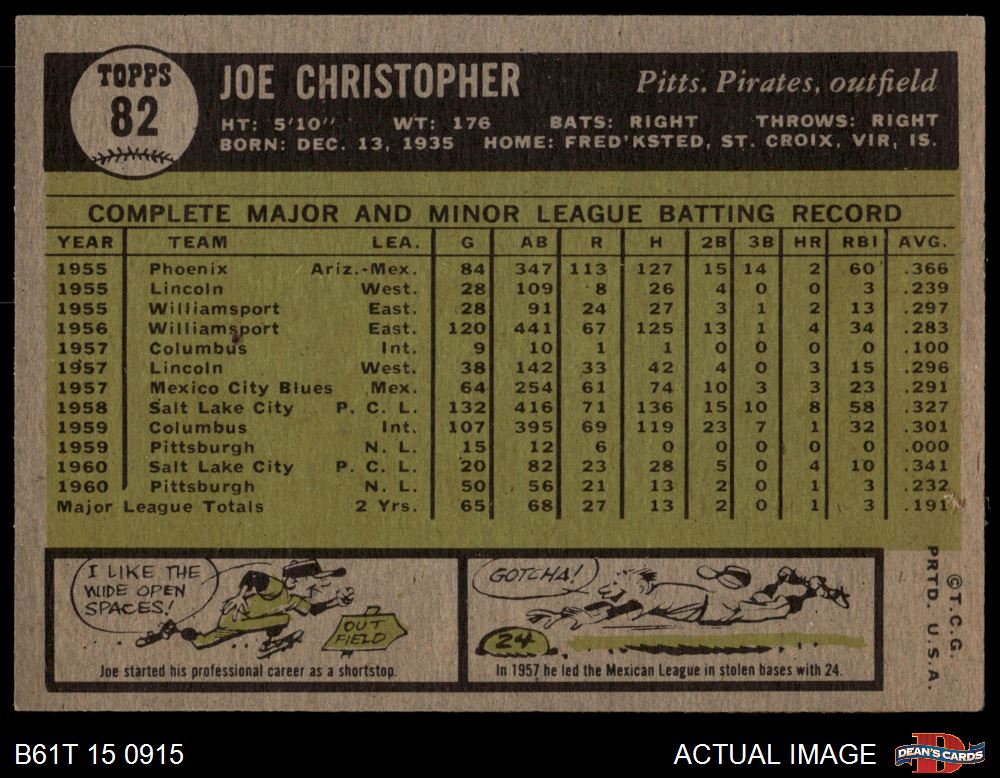 TOPPS
82
JOE CHRISTOPHER
Pitts. Pirates, outfield
HT: 5'10" WT: 176 BATS: RIGHT THROWS: RIGHT
BORN: DEC. 13, 1935 HOME: FRED'KSTED, ST. CROIX, VIR, IS.
COMPLETE MAJOR AND MINOR LEAGUE BATTING RECORD
YEAR TEAM LEA. G AB R H 2B 3B HR RBI AVG.
1955 Phoenix Ariz.-Mex. 84 347 113 127 15 14 2 60 .366
1955 Lincoln West. 28 109 8 26 4 0 0 3 .239
1955 Williamsport East. 28 91 24 27 3 1 2 13 .297
1956 Williamsport East. 120 441 67 125 13 1 4 34 .283
1957 Columbus Int. 9 10 1 1 0 0 0 0 .100
1957 Lincoln West. 38 142 33 42 4 0 3 15 .296
1957 Mexico City Blues Mex. 64 254 61 74 10 3 3 23 .291
1958 Salt Lake City P. C. L. 132 416 71 136 15 10 8 58 .327
1959 Columbus Int. 107 395 69 119 23 7 1 32 .301
1959 Pittsburgh N. L. 15 12 6 0 0 0 0 0 .000
1960 Salt Lake City P. C. L. 20 82 23 28 5 0 4 10 .341
1960 Pittsburgh N. L. 50 56 21 13 2 0 1 3 .232
Major League Totals 2 Yrs. 65 68 27 13 2 0 1 3 .191
I LIKE THE
WIDE OPEN
SPACES!
OUT
FIELD
Joe started his professional career as a shortstop.
GOTCHA!
24
In 1957 he led the Mexican League in stolen bases with 24.
©T.C.G.
PRTD. U.S.A.
B61T 15 0915
ACTUAL IMAGE
DEAN'S CARDS